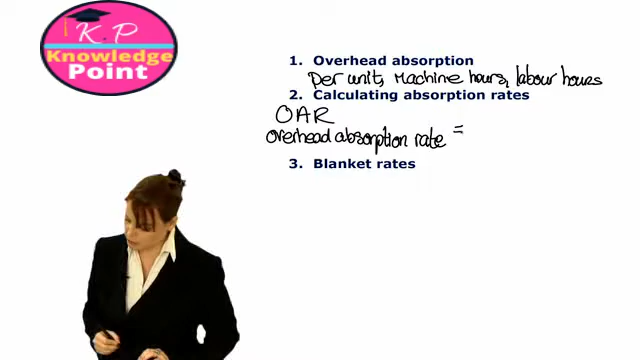 K.P
Knowledge
Point
1. Overhead absorption
Per unit, Machine hours, labour hours
2. Calculating absorption rates
OAR
overhead absorption rate =
3. Blanket rates